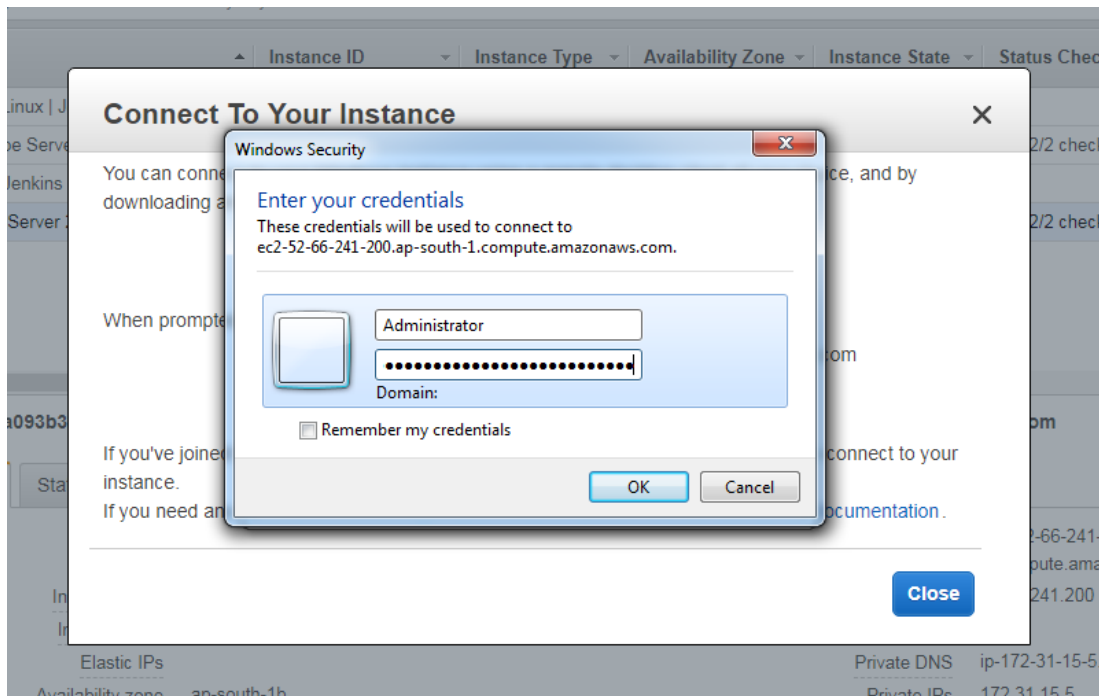 Instance ID Instance Type Availability Zone Instance State Status Chec
Linux | J
Connect To Your Instance
pe Serve 2/2 check
Windows Security
You can conne ice, and by
Jenkins
downloading a
Enter your credentials
Server 2/2 check
These credentials will be used to connect to
ec2-52-66-241-200.ap-south-1.compute.amazonaws.com.
When prompte
Administrator
com
••••••••••••••••••••••••••
Domain:
a093b3 om
Remember my credentials
If you've joined connect to your
Sta
instance.
OK Cancel
If you need an ocumentation.
2-66-241-
pute.ama
Close
In 241.200
Elastic IPs Private DNS ip-172-31-15-5.
Availability zone ap-south-1b Private IPs 172.31.15.5